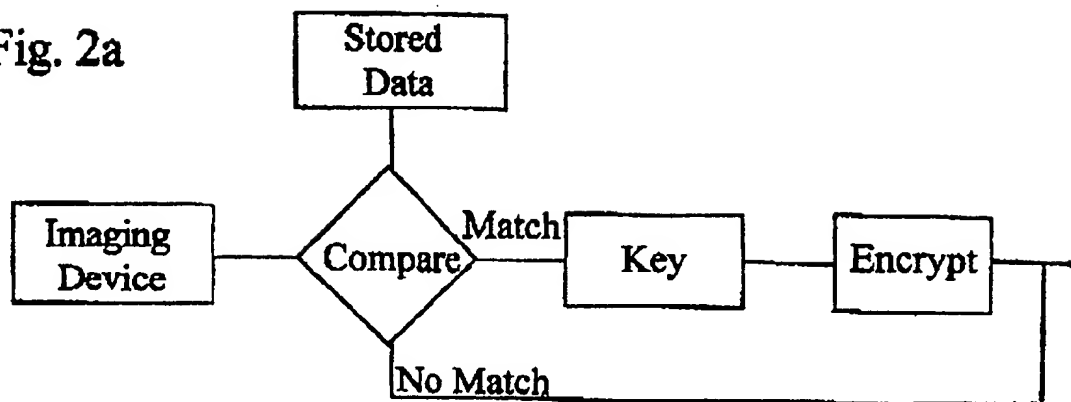 Fig. 2a
Stored
Data
Imaging
Device
Compare
Match
Key
Encrypt
No Match